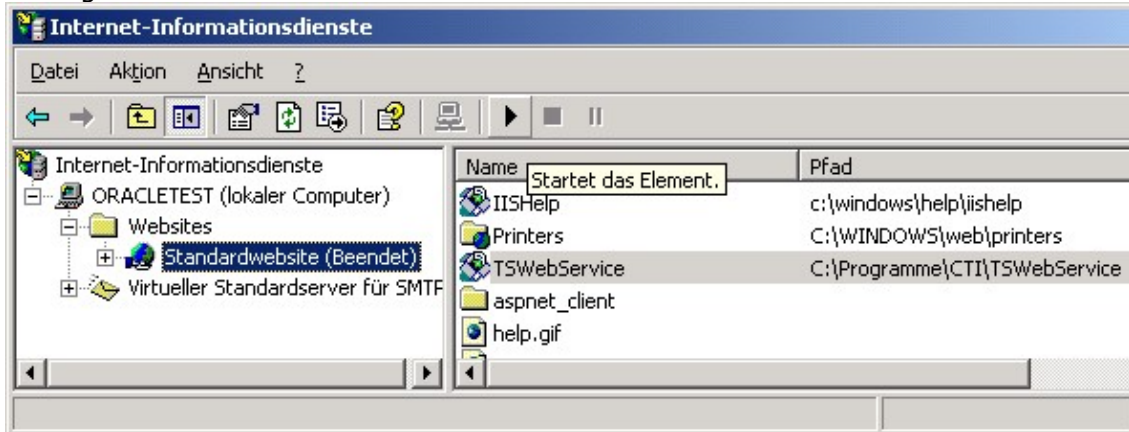 Internet-Informationsdienste
Datei Aktion Ansicht ?
Internet-Informationsdienste
ORACLETEST (lokaler Computer)
Websites
Standardwebsite (Beendet)
Virtueller Standardserver für SMTP
Name Pfad
Startet das Element.
IISHelp c:\windows\help\iishelp
Printers C:\WINDOWS\web\printers
TSWebService C:\Programme\CTI\TSWebService
aspnet_client
help.gif